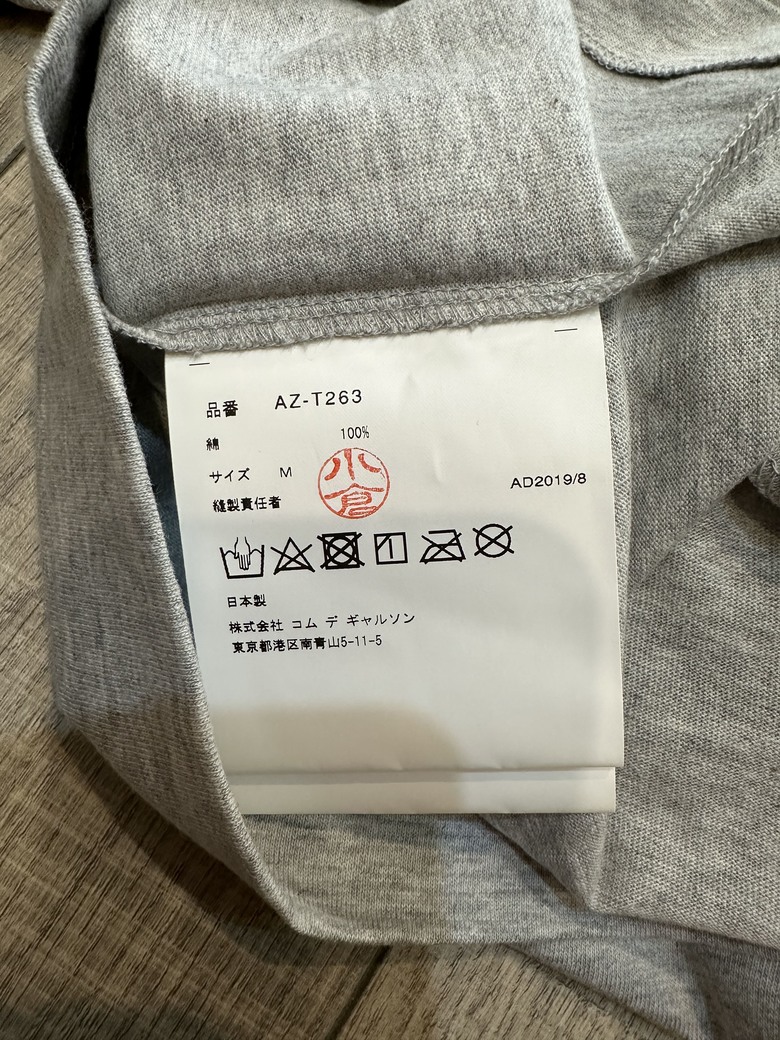 品番 AZ-T263
綿 100%
サイズ M
小倉
AD2019/8
縫製責任者
日本製
株式会社 コム デ ギャルソン
東京都港区南青山5-11-5